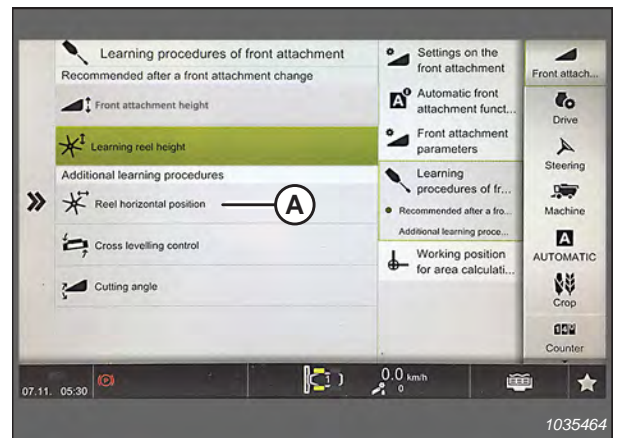 Learning procedures of front attachment
Recommended after a front attachment change
Front attachment height
Learning reel height
Additional learning procedures
Reel horizontal position
A
Cross levelling control
Cutting angle
Settings on the
front attachment
A
Automatic front
attachment funct...
Front attachment
parameters
Learning
procedures of fr...
Recommended after a fro...
Additional learning proce...
Working position
for area calculati...
Front attach...
Drive
Steering
Machine
A
AUTOMATIC
Crop
Counter
07.11. 05:30
(P)
1
0.0 km/h
0
1035464